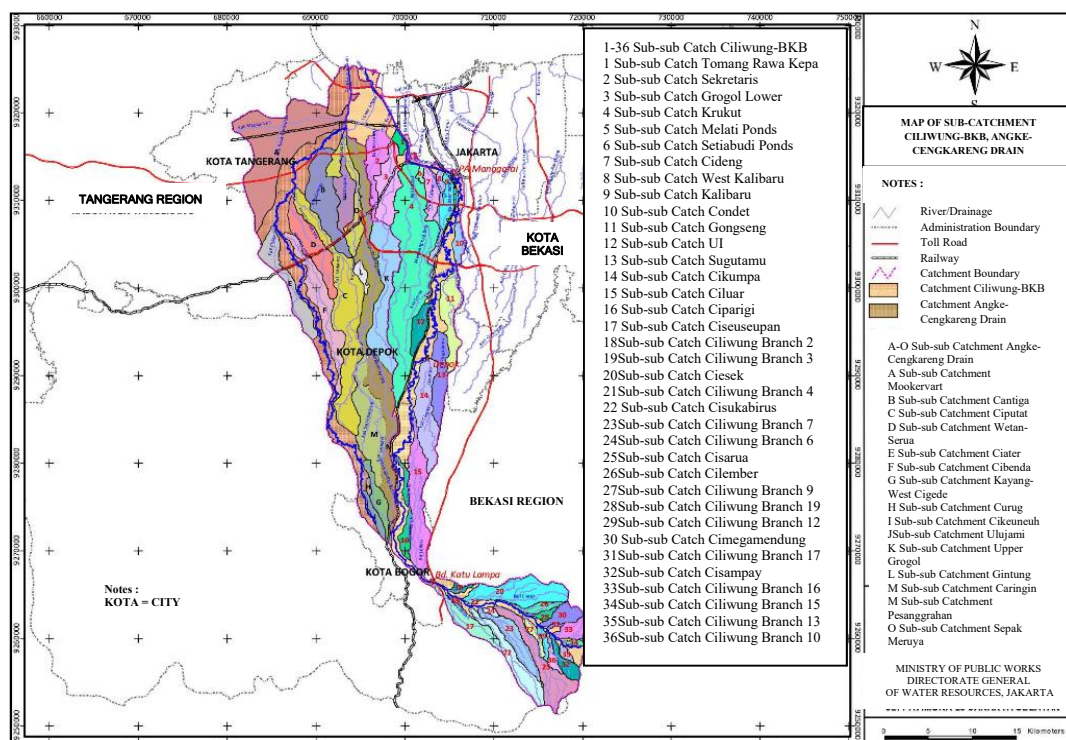 660000 670000 680000 690000 700000 710000 720000 730000 740000 750000
9320000
9310000
9300000
9290000
9280000
9270000
9260000
9250000
KOTA TANGERANG
JAKARTA
PA Manggarai
TANGERANG REGION
KOTA
BEKASI
KOTA DEPOK
Depok
BEKASI REGION
KOTA BOGOR
Bd. Katu Lampa
Notes :
KOTA = CITY
1-36 Sub-sub Catch Ciliwung-BKB
1 Sub-sub Catch Tomang Rawa Kepa
2 Sub-sub Catch Sekretaris
3 Sub-sub Catch Grogol Lower
4 Sub-sub Catch Krukut
5 Sub-sub Catch Melati Ponds
6 Sub-sub Catch Setiabudi Ponds
7 Sub-sub Catch Cideng
8 Sub-sub Catch West Kalibaru
9 Sub-sub Catch Kalibaru
10 Sub-sub Catch Condet
11 Sub-sub Catch Gongseng
12 Sub-sub Catch UI
13 Sub-sub Catch Sugutamu
14 Sub-sub Catch Cikumpa
15 Sub-sub Catch Ciluar
16 Sub-sub Catch Ciparigi
17 Sub-sub Catch Ciseuseupan
18Sub-sub Catch Ciliwung Branch 2
19Sub-sub Catch Ciliwung Branch 3
20Sub-sub Catch Ciesek
21Sub-sub Catch Ciliwung Branch 4
22 Sub-sub Catch Cisukabirus
23Sub-sub Catch Ciliwung Branch 7
24Sub-sub Catch Ciliwung Branch 6
25Sub-sub Catch Cisarua
26Sub-sub Catch Cilember
27Sub-sub Catch Ciliwung Branch 9
28Sub-sub Catch Ciliwung Branch 19
29Sub-sub Catch Ciliwung Branch 12
30 Sub-sub Catch Cimegamendung
31Sub-sub Catch Ciliwung Branch 17
32Sub-sub Catch Cisampay
33Sub-sub Catch Ciliwung Branch 16
34Sub-sub Catch Ciliwung Branch 15
35Sub-sub Catch Ciliwung Branch 13
36Sub-sub Catch Ciliwung Branch 10
N
W E
S
MAP OF SUB-CATCHMENT
CILIWUNG-BKB, ANGKE-
CENGKARENG DRAIN
NOTES :
River/Drainage
Administration Boundary
Toll Road
Railway
Catchment Boundary
Catchment Ciliwung-BKB
Catchment Angke-
Cengkareng Drain
A-O Sub-sub Catchment Angke-
Cengkareng Drain
A Sub-sub Catchment
Mookervart
B Sub-sub Catchment Cantiga
C Sub-sub Catchment Ciputat
D Sub-sub Catchment Wetan-
Serua
E Sub-sub Catchment Ciater
F Sub-sub Catchment Cibenda
G Sub-sub Catchment Kayang-
West Cigede
H Sub-sub Catchment Curug
I Sub-sub Catchment Cikeuneuh
JSub-sub Catchment Ulujami
K Sub-sub Catchment Upper
Grogol
L Sub-sub Catchment Gintung
M Sub-sub Catchment Caringin
M Sub-sub Catchment
Pesanggrahan
O Sub-sub Catchment Sepak
Meruya
MINISTRY OF PUBLIC WORKS
DIRECTORATE GENERAL
OF WATER RESOURCES, JAKARTA
0 5 10 15 Kilometers